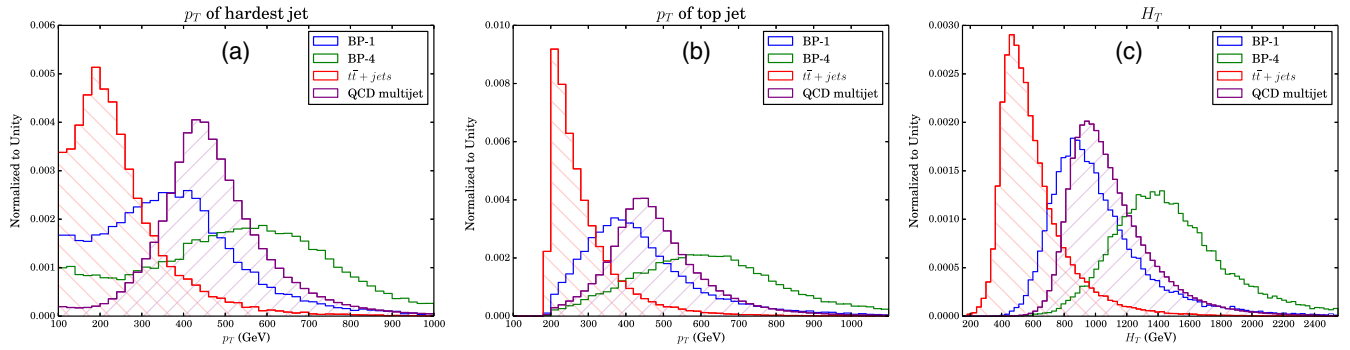 p_T of hardest jet
(a)
BP-1
BP-4
tt̄ + jets
QCD multijet
Normalized to Unity
0.006
0.005
0.004
0.003
0.002
0.001
0.000
100 200 300 400 500 600 700 800 900 1000
p_T (GeV)
p_T of top jet
(b)
BP-1
BP-4
tt̄ + jets
QCD multijet
Normalized to Unity
0.010
0.008
0.006
0.004
0.002
0.000
100 200 300 400 500 600 700 800 900 1000
p_T (GeV)
H_T
(c)
BP-1
BP-4
tt̄ + jets
QCD multijet
Normalized to Unity
0.0030
0.0025
0.0020
0.0015
0.0010
0.0005
0.0000
200 400 600 800 1000 1200 1400 1600 1800 2000 2200 2400
H_T (GeV)